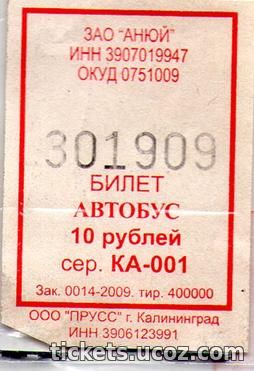 ЗАО "АНЮЙ"
ИНН 3907019947
ОКУД 0751009
301909
БИЛЕТ
АВТОБУС
10 рублей
сер. КА-001
Зак. 0014-2009. тир. 400000
ООО "ПРУСС" г. Калининград
ИНН 3906123991
tickets.ucoz.com